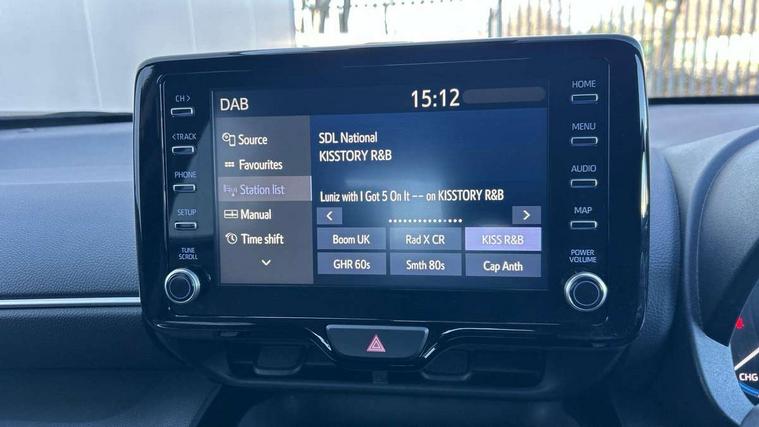 DAB
15:12
CH >
< TRACK
PHONE
SETUP
TUNE
SCROLL
Source
Favourites
Station list
Manual
Time shift
SDL National
KISSTORY R&B
Luniz with I Got 5 On It –– on KISSTORY R&B
< >
Boom UK Rad X CR KISS R&B
GHR 60s Smth 80s Cap Anth
HOME
MENU
AUDIO
MAP
POWER
VOLUME
CHG